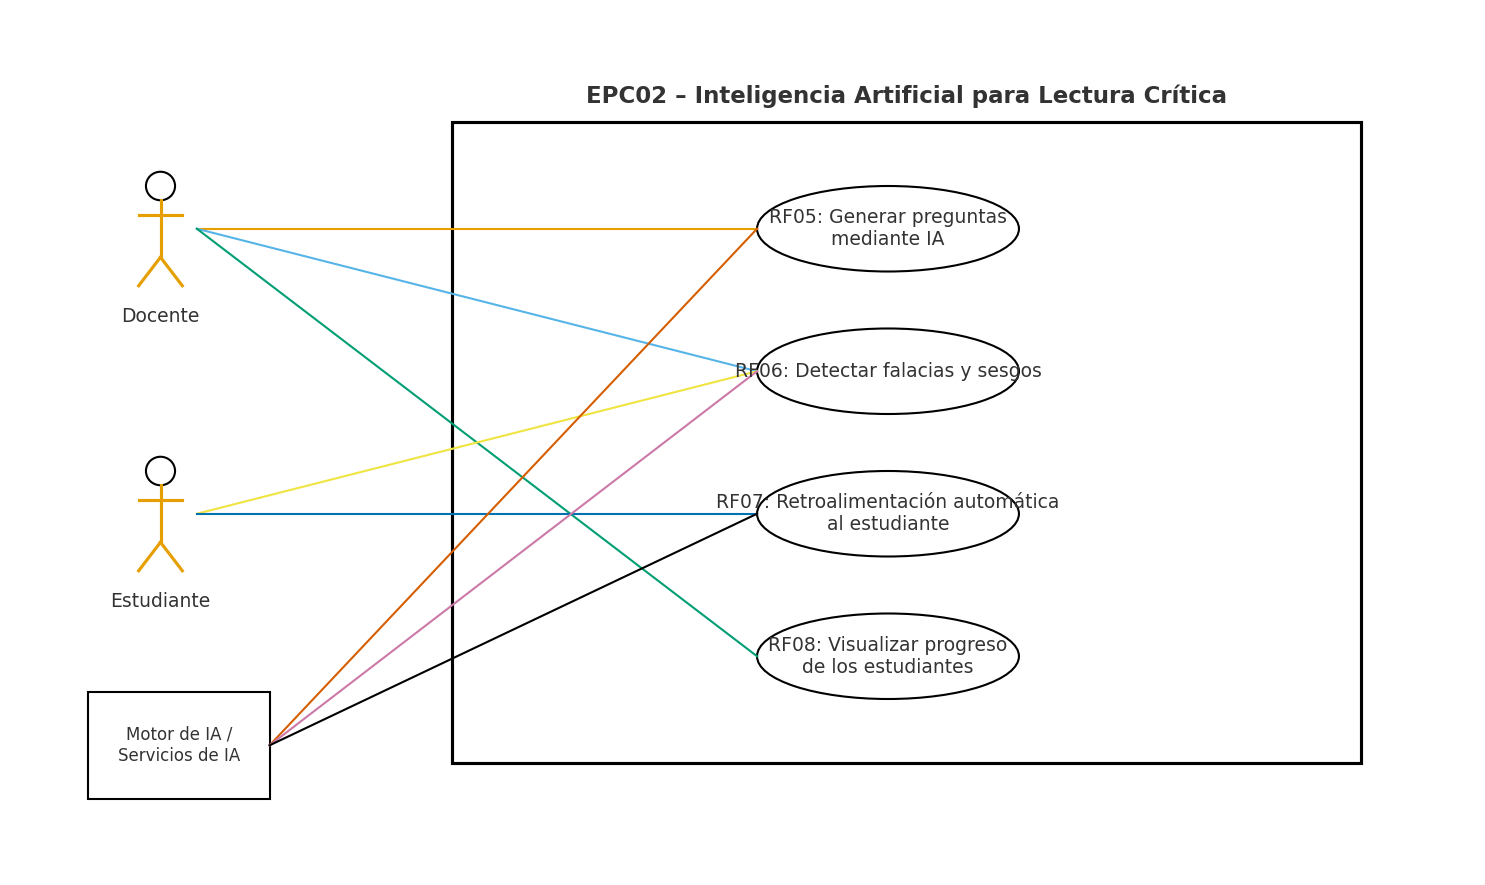 EPC02 – Inteligencia Artificial para Lectura Crítica
Docente
Estudiante
Motor de IA /
Servicios de IA
RF05: Generar preguntas
mediante IA
RF06: Detectar falacias y sesgos
RF07: Retroalimentación automática
al estudiante
RF08: Visualizar progreso
de los estudiantes